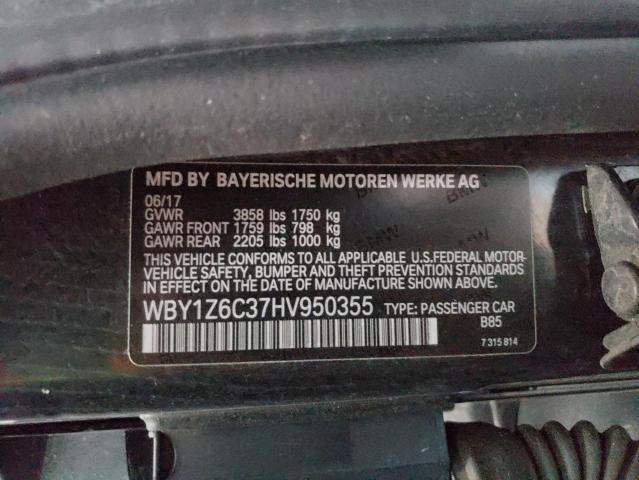 MFD BY BAYERISCHE MOTOREN WERKE AG
06/17
GVWR 3858 lbs 1750 kg
GAWR FRONT 1759 lbs 798 kg
GAWR REAR 2205 lbs 1000 kg
THIS VEHICLE CONFORMS TO ALL APPLICABLE U.S.FEDERAL MOTOR-
VEHICLE SAFETY, BUMPER AND THEFT PREVENTION STANDARDS
IN EFFECT ON THE DATE OF MANUFACTURE SHOWN ABOVE.
WBY1Z6C37HV950355 TYPE: PASSENGER CAR
B85
7 315 814